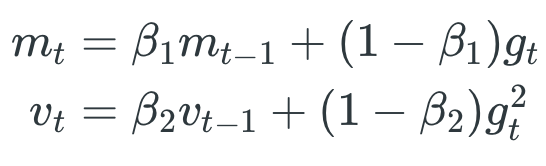 m_t = β_1 m_{t−1} + (1 − β_1)g_t
v_t = β_2 v_{t−1} + (1 − β_2)g_t^2